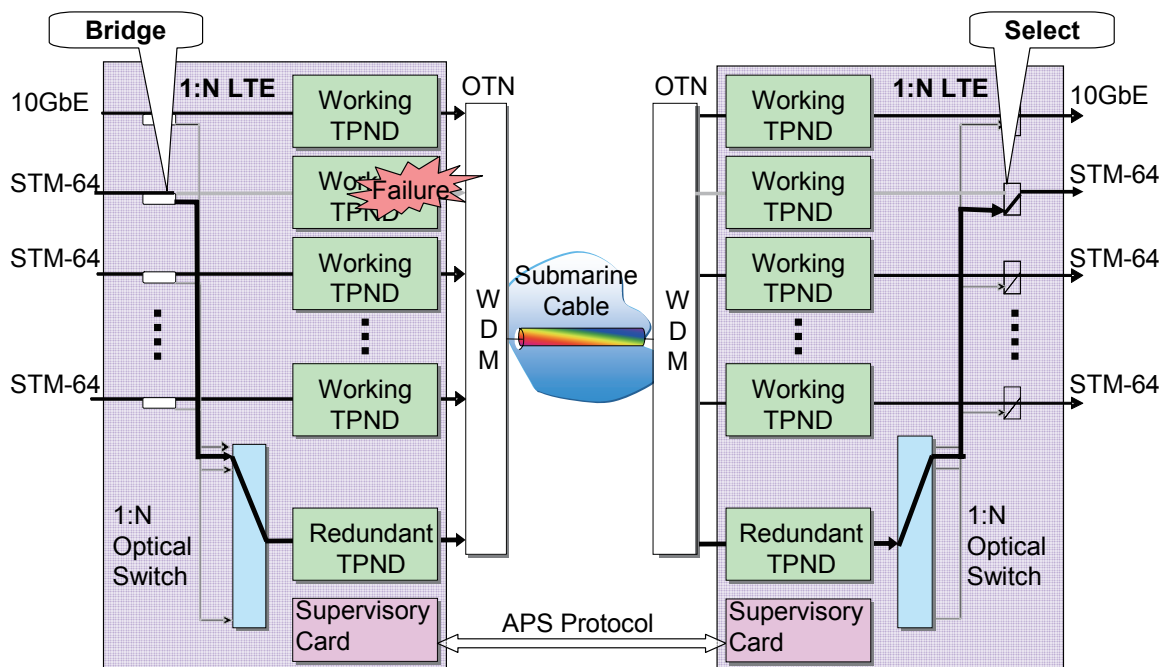 Bridge
Select
1:N LTE
OTN
OTN
1:N LTE
10GbE
Working
TPND
Working
TPND
10GbE
STM-64
Working
TPND
Failure
Working
TPND
STM-64
STM-64
Working
TPND
Submarine
Cable
Working
TPND
STM-64
W
D
M
W
D
M
STM-64
Working
TPND
Working
TPND
STM-64
1:N
Optical
Switch
Redundant
TPND
Redundant
TPND
1:N
Optical
Switch
Supervisory
Card
APS Protocol
Supervisory
Card